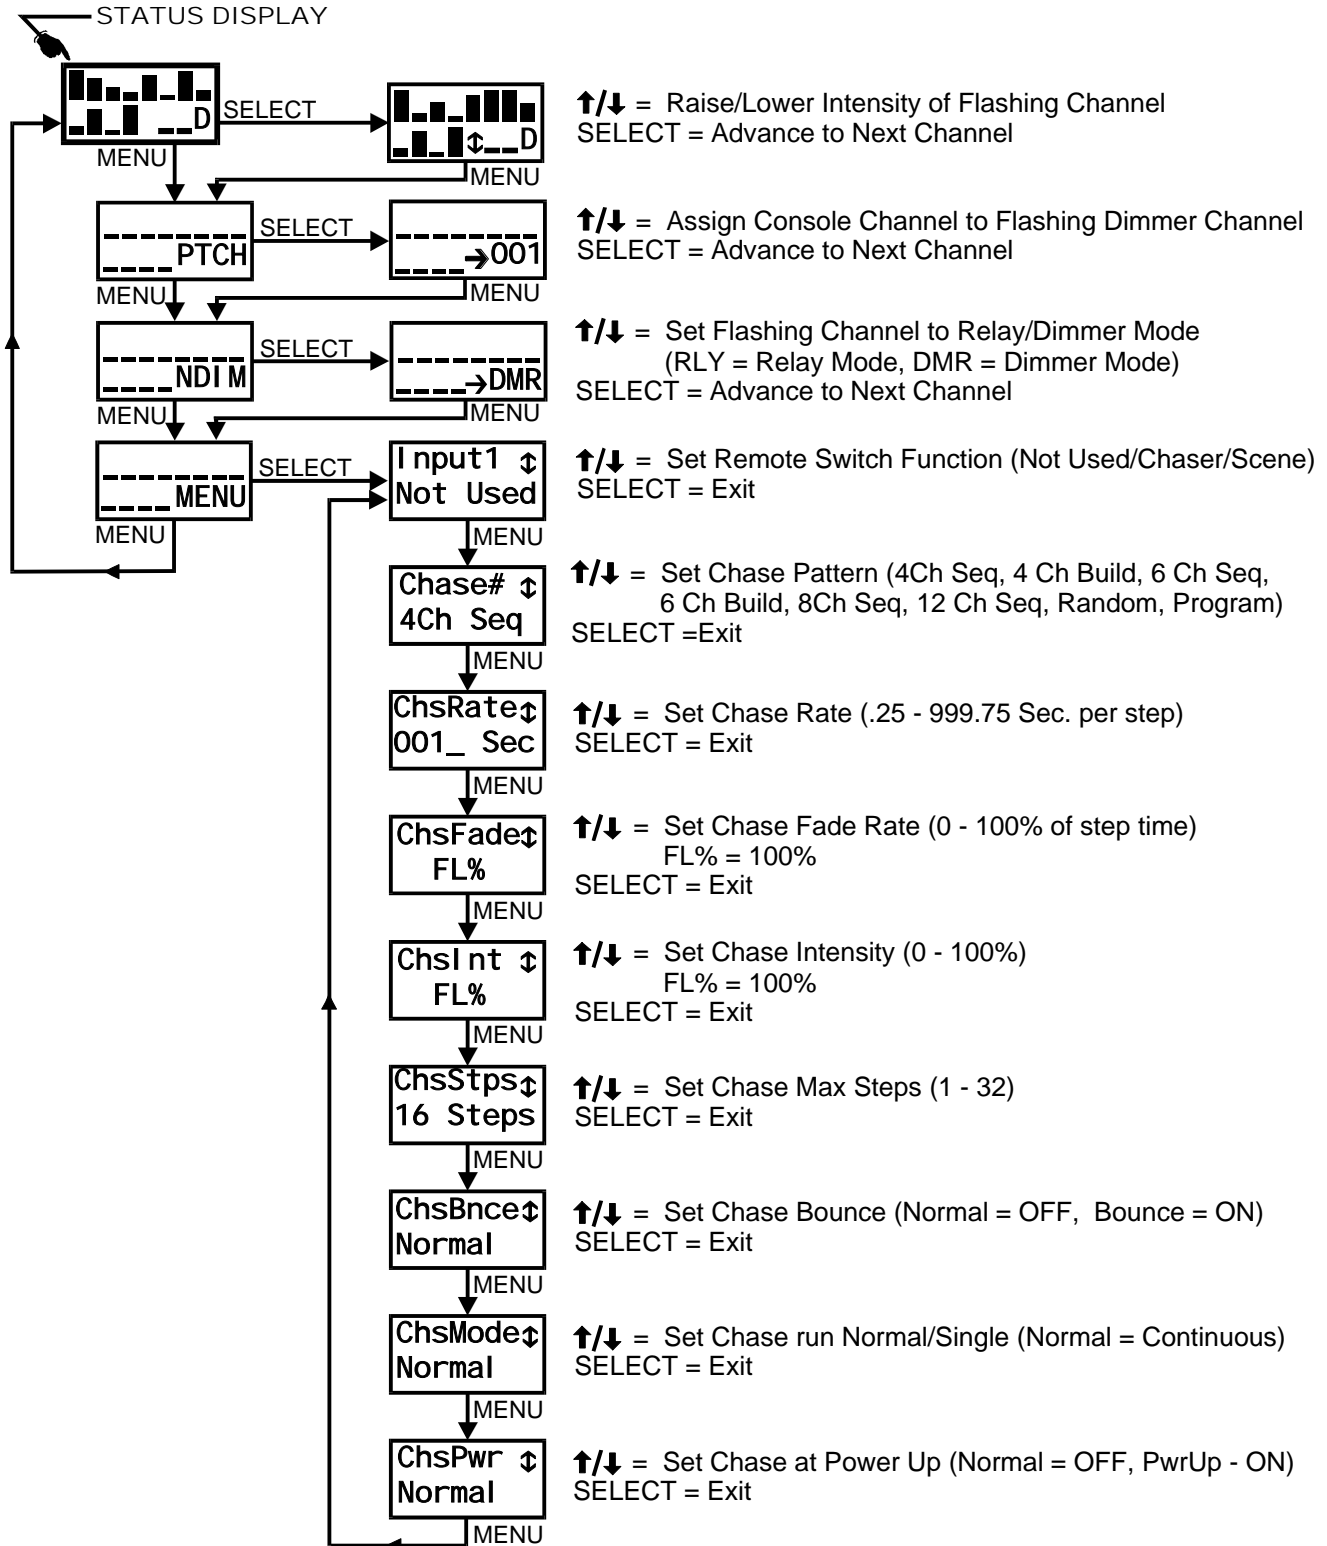 STATUS DISPLAY
D
SELECT
D
MENU
MENU
↑/↓ = Raise/Lower Intensity of Flashing Channel
SELECT = Advance to Next Channel
PTCH
SELECT
→001
MENU
MENU
↑/↓ = Assign Console Channel to Flashing Dimmer Channel
SELECT = Advance to Next Channel
NDIM
SELECT
→DMR
MENU
MENU
↑/↓ = Set Flashing Channel to Relay/Dimmer Mode
(RLY = Relay Mode, DMR = Dimmer Mode)
SELECT = Advance to Next Channel
MENU
SELECT
MENU
Input1 ↕
Not Used
MENU
↑/↓ = Set Remote Switch Function (Not Used/Chaser/Scene)
SELECT = Exit
Chase# ↕
4Ch Seq
MENU
↑/↓ = Set Chase Pattern (4Ch Seq, 4 Ch Build, 6 Ch Seq,
6 Ch Build, 8Ch Seq, 12 Ch Seq, Random, Program)
SELECT =Exit
ChsRate↕
001_ Sec
MENU
↑/↓ = Set Chase Rate (.25 - 999.75 Sec. per step)
SELECT = Exit
ChsFade↕
FL%
MENU
↑/↓ = Set Chase Fade Rate (0 - 100% of step time)
FL% = 100%
SELECT = Exit
ChsInt ↕
FL%
MENU
↑/↓ = Set Chase Intensity (0 - 100%)
FL% = 100%
SELECT = Exit
ChsStps↕
16 Steps
MENU
↑/↓ = Set Chase Max Steps (1 - 32)
SELECT = Exit
ChsBnce↕
Normal
MENU
↑/↓ = Set Chase Bounce (Normal = OFF, Bounce = ON)
SELECT = Exit
ChsMode↕
Normal
MENU
↑/↓ = Set Chase run Normal/Single (Normal = Continuous)
SELECT = Exit
ChsPwr ↕
Normal
MENU
↑/↓ = Set Chase at Power Up (Normal = OFF, PwrUp - ON)
SELECT = Exit